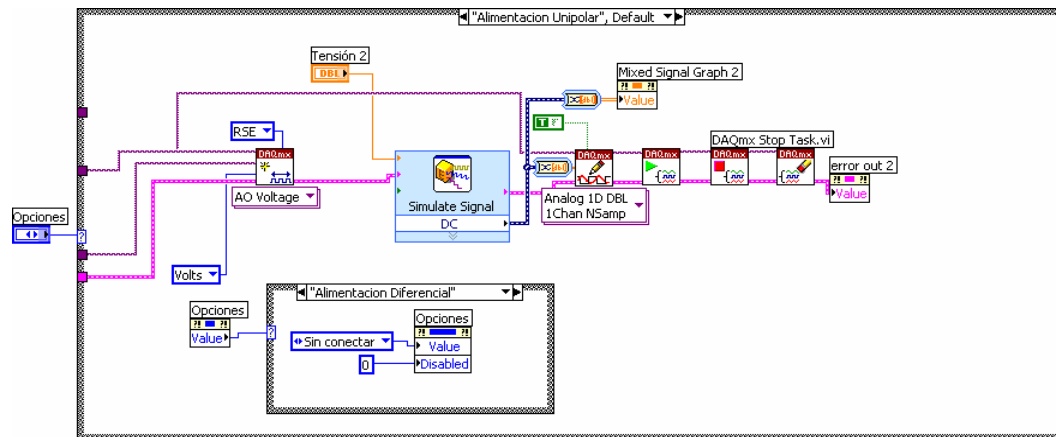 "Alimentacion Unipolar", Default
Tensión 2
DBL
Mixed Signal Graph 2
Value
RSE
DAQmx
AO Voltage
Simulate Signal
DC
T
DAQmx
Analog 1D DBL
1Chan NSamp
DAQmx
DAQmx Stop Task.vi
DAQmx
DAQmx
error out 2
Value
Opciones
?
Volts
"Alimentacion Diferencial"
Opciones
Value
?
Sin conectar
0
Opciones
Value
Disabled